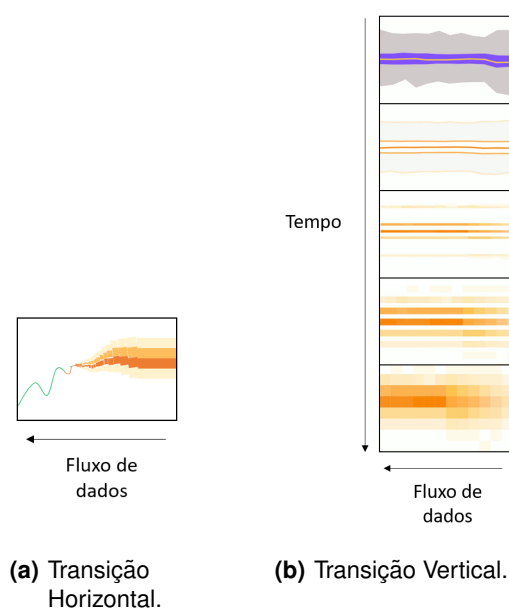 Tempo
Fluxo de
dados
Fluxo de
dados
(a) Transição
Horizontal.
(b) Transição Vertical.